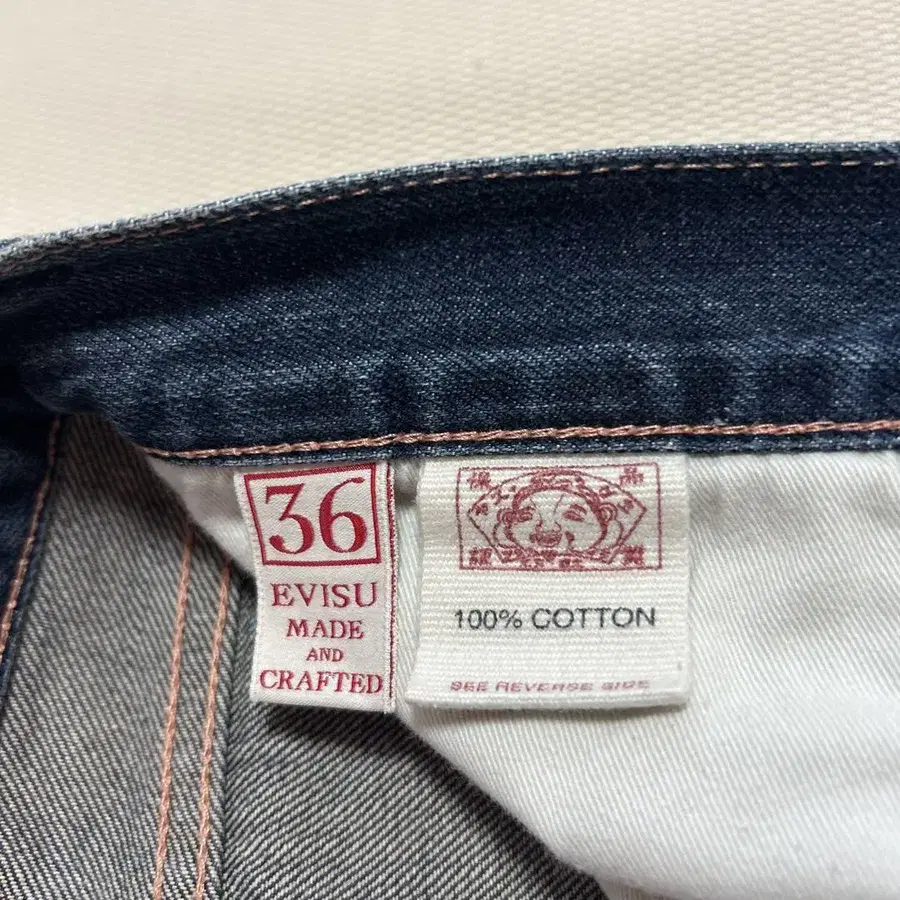 36
EVISU
MADE
AND
CRAFTED
100% COTTON
SEE REVERSE SIDE